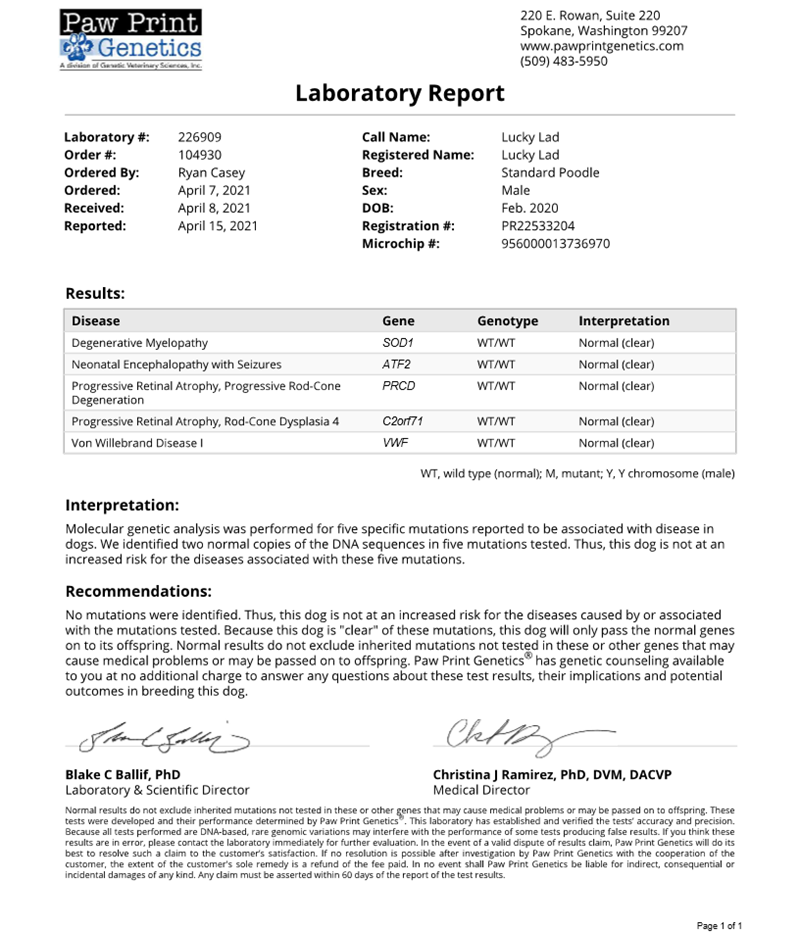 Paw Print
Genetics
A division of Genetic Veterinary Sciences, Inc.
220 E. Rowan, Suite 220
Spokane, Washington 99207
www.pawprintgenetics.com
(509) 483-5950
Laboratory Report
Laboratory #: 226909
Order #: 104930
Ordered By: Ryan Casey
Ordered: April 7, 2021
Received: April 8, 2021
Reported: April 15, 2021
Call Name: Lucky Lad
Registered Name: Lucky Lad
Breed: Standard Poodle
Sex: Male
DOB: Feb. 2020
Registration #: PR22533204
Microchip #: 956000013736970
Results:
Disease Gene Genotype Interpretation
Degenerative Myelopathy SOD1 WT/WT Normal (clear)
Neonatal Encephalopathy with Seizures ATF2 WT/WT Normal (clear)
Progressive Retinal Atrophy, Progressive Rod-Cone PRCD WT/WT Normal (clear)
Degeneration
Progressive Retinal Atrophy, Rod-Cone Dysplasia 4 C2orf71 WT/WT Normal (clear)
Von Willebrand Disease I VWF WT/WT Normal (clear)
WT, wild type (normal); M, mutant; Y, Y chromosome (male)
Interpretation:
Molecular genetic analysis was performed for five specific mutations reported to be associated with disease in
dogs. We identified two normal copies of the DNA sequences in five mutations tested. Thus, this dog is not at an
increased risk for the diseases associated with these five mutations.
Recommendations:
No mutations were identified. Thus, this dog is not at an increased risk for the diseases caused by or associated
with the mutations tested. Because this dog is "clear" of these mutations, this dog will only pass the normal genes
on to its offspring. Normal results do not exclude inherited mutations not tested in these or other genes that may
cause medical problems or may be passed on to offspring. Paw Print Genetics® has genetic counseling available
to you at no additional charge to answer any questions about these test results, their implications and potential
outcomes in breeding this dog.
Blake C Ballif, PhD
Laboratory & Scientific Director
Christina J Ramirez, PhD, DVM, DACVP
Medical Director
Normal results do not exclude inherited mutations not tested in these or other genes that may cause medical problems or may be passed on to offspring. These
tests were developed and their performance determined by Paw Print Genetics®. This laboratory has established and verified the tests' accuracy and precision.
Because all tests performed are DNA-based, rare genomic variations may interfere with the performance of some tests producing false results. If you think these
results are in error, please contact the laboratory immediately for further evaluation. In the event of a valid dispute of results claim, Paw Print Genetics will do its
best to resolve such a claim to the customer's satisfaction. If no resolution is possible after investigation by Paw Print Genetics with the cooperation of the
customer, the extent of the customer's sole remedy is a refund of the fee paid. In no event shall Paw Print Genetics be liable for indirect, consequential or
incidental damages of any kind. Any claim must be asserted within 60 days of the report of the test results.
Page 1 of 1